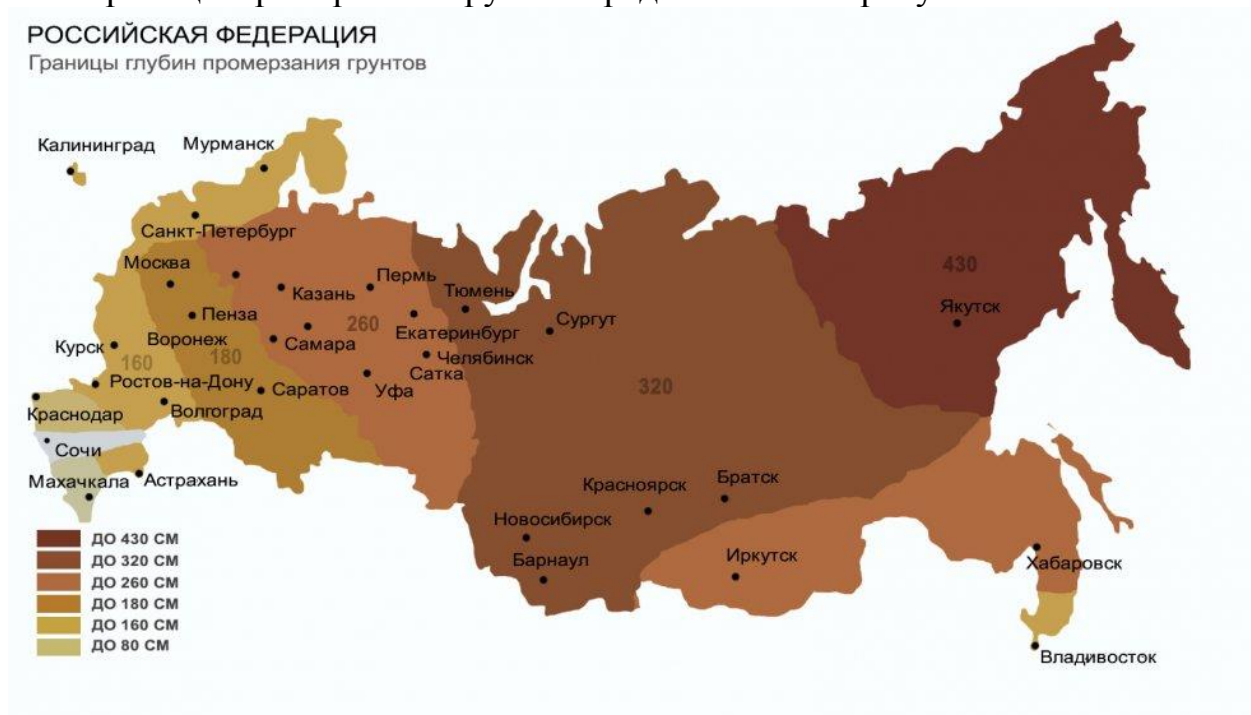 РОССИЙСКАЯ ФЕДЕРАЦИЯ
Границы глубин промерзания грунтов
Калининград
Мурманск
Санкт-Петербург
Москва
Пермь
Казань
Тюмень
430
Якутск
Пенза
260
Сургут
Екатеринбург
Воронеж
Самара
Курск
160
180
Челябинск
Сатка
320
Ростов-на-Дону
Саратов
Уфа
Краснодар
Волгоград
Сочи
Махачкала
Астрахань
Братск
Красноярск
Новосибирск
Барнаул
Иркутск
Хабаровск
Владивосток
ДО 430 СМ
ДО 320 СМ
ДО 260 СМ
ДО 180 СМ
ДО 160 СМ
ДО 80 СМ